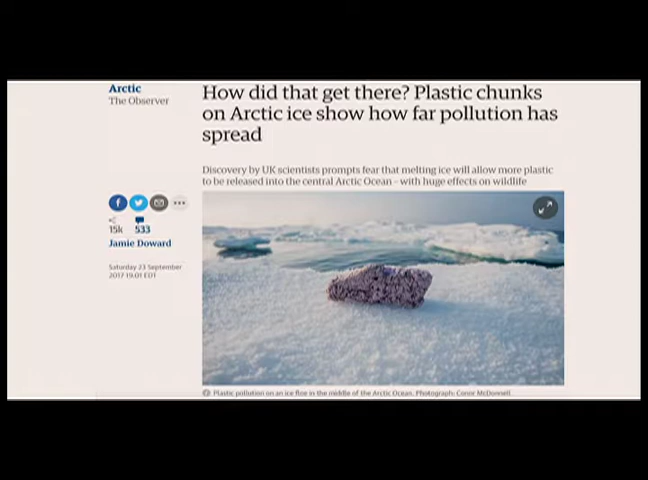 Arctic
The Observer
How did that get there? Plastic chunks
on Arctic ice show how far pollution has
spread
Discovery by UK scientists prompts fear that melting ice will allow more plastic
to be released into the central Arctic Ocean – with huge effects on wildlife
15k 533
Jamie Doward
Saturday 23 September
2017 19.01 EDT
Plastic pollution on an ice floe in the middle of the Arctic Ocean. Photograph: Conor McDonnell